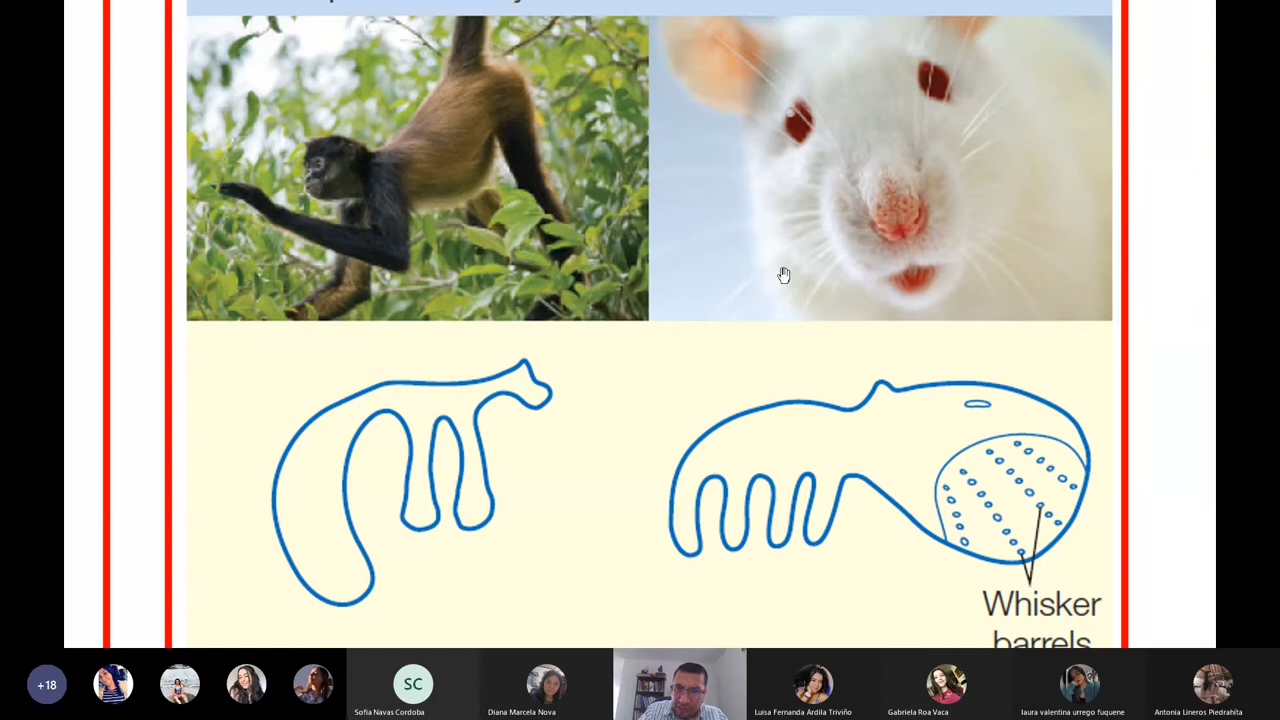 Whisker
barrels
+18
SC
Sofia Navas Cordoba
Diana Marcela Nova
Luisa Fernanda Ardila Triviño
Gabriela Roa Vaca
laura valentina urrego fuquene
Antonia Lineros Piedrahíta